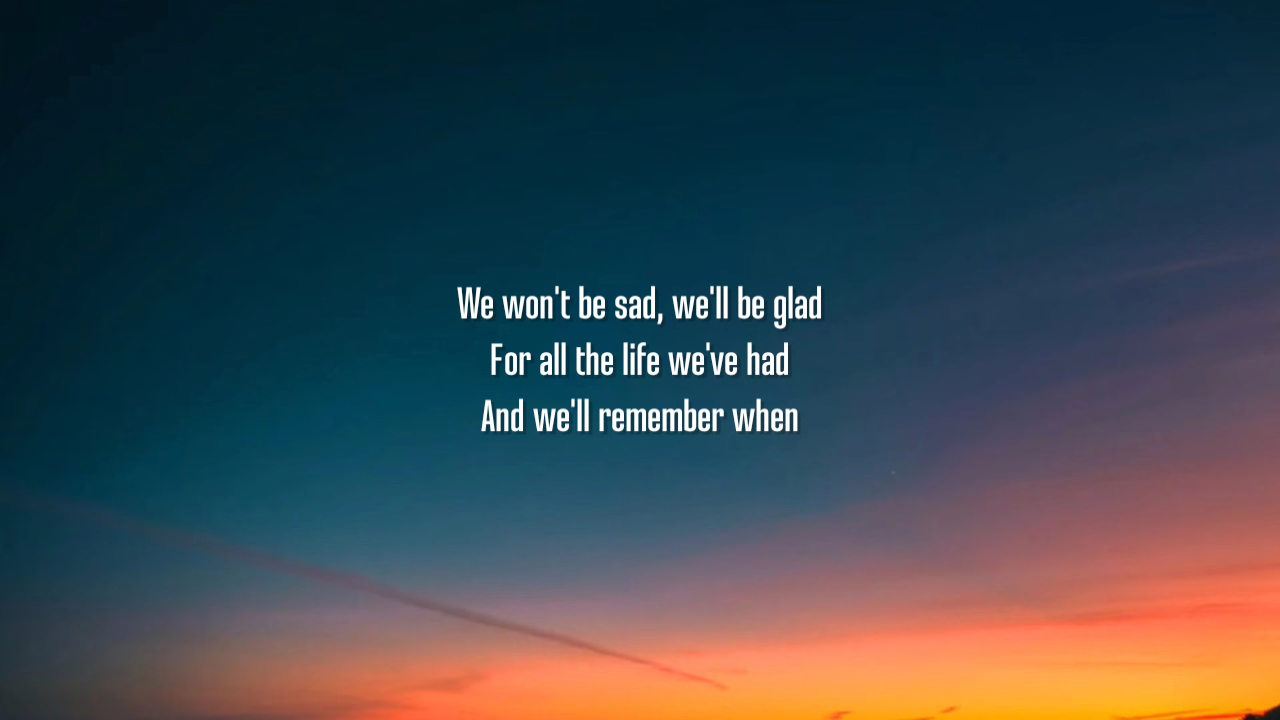 We won't be sad, we'll be glad
For all the life we've had
And we'll remember when